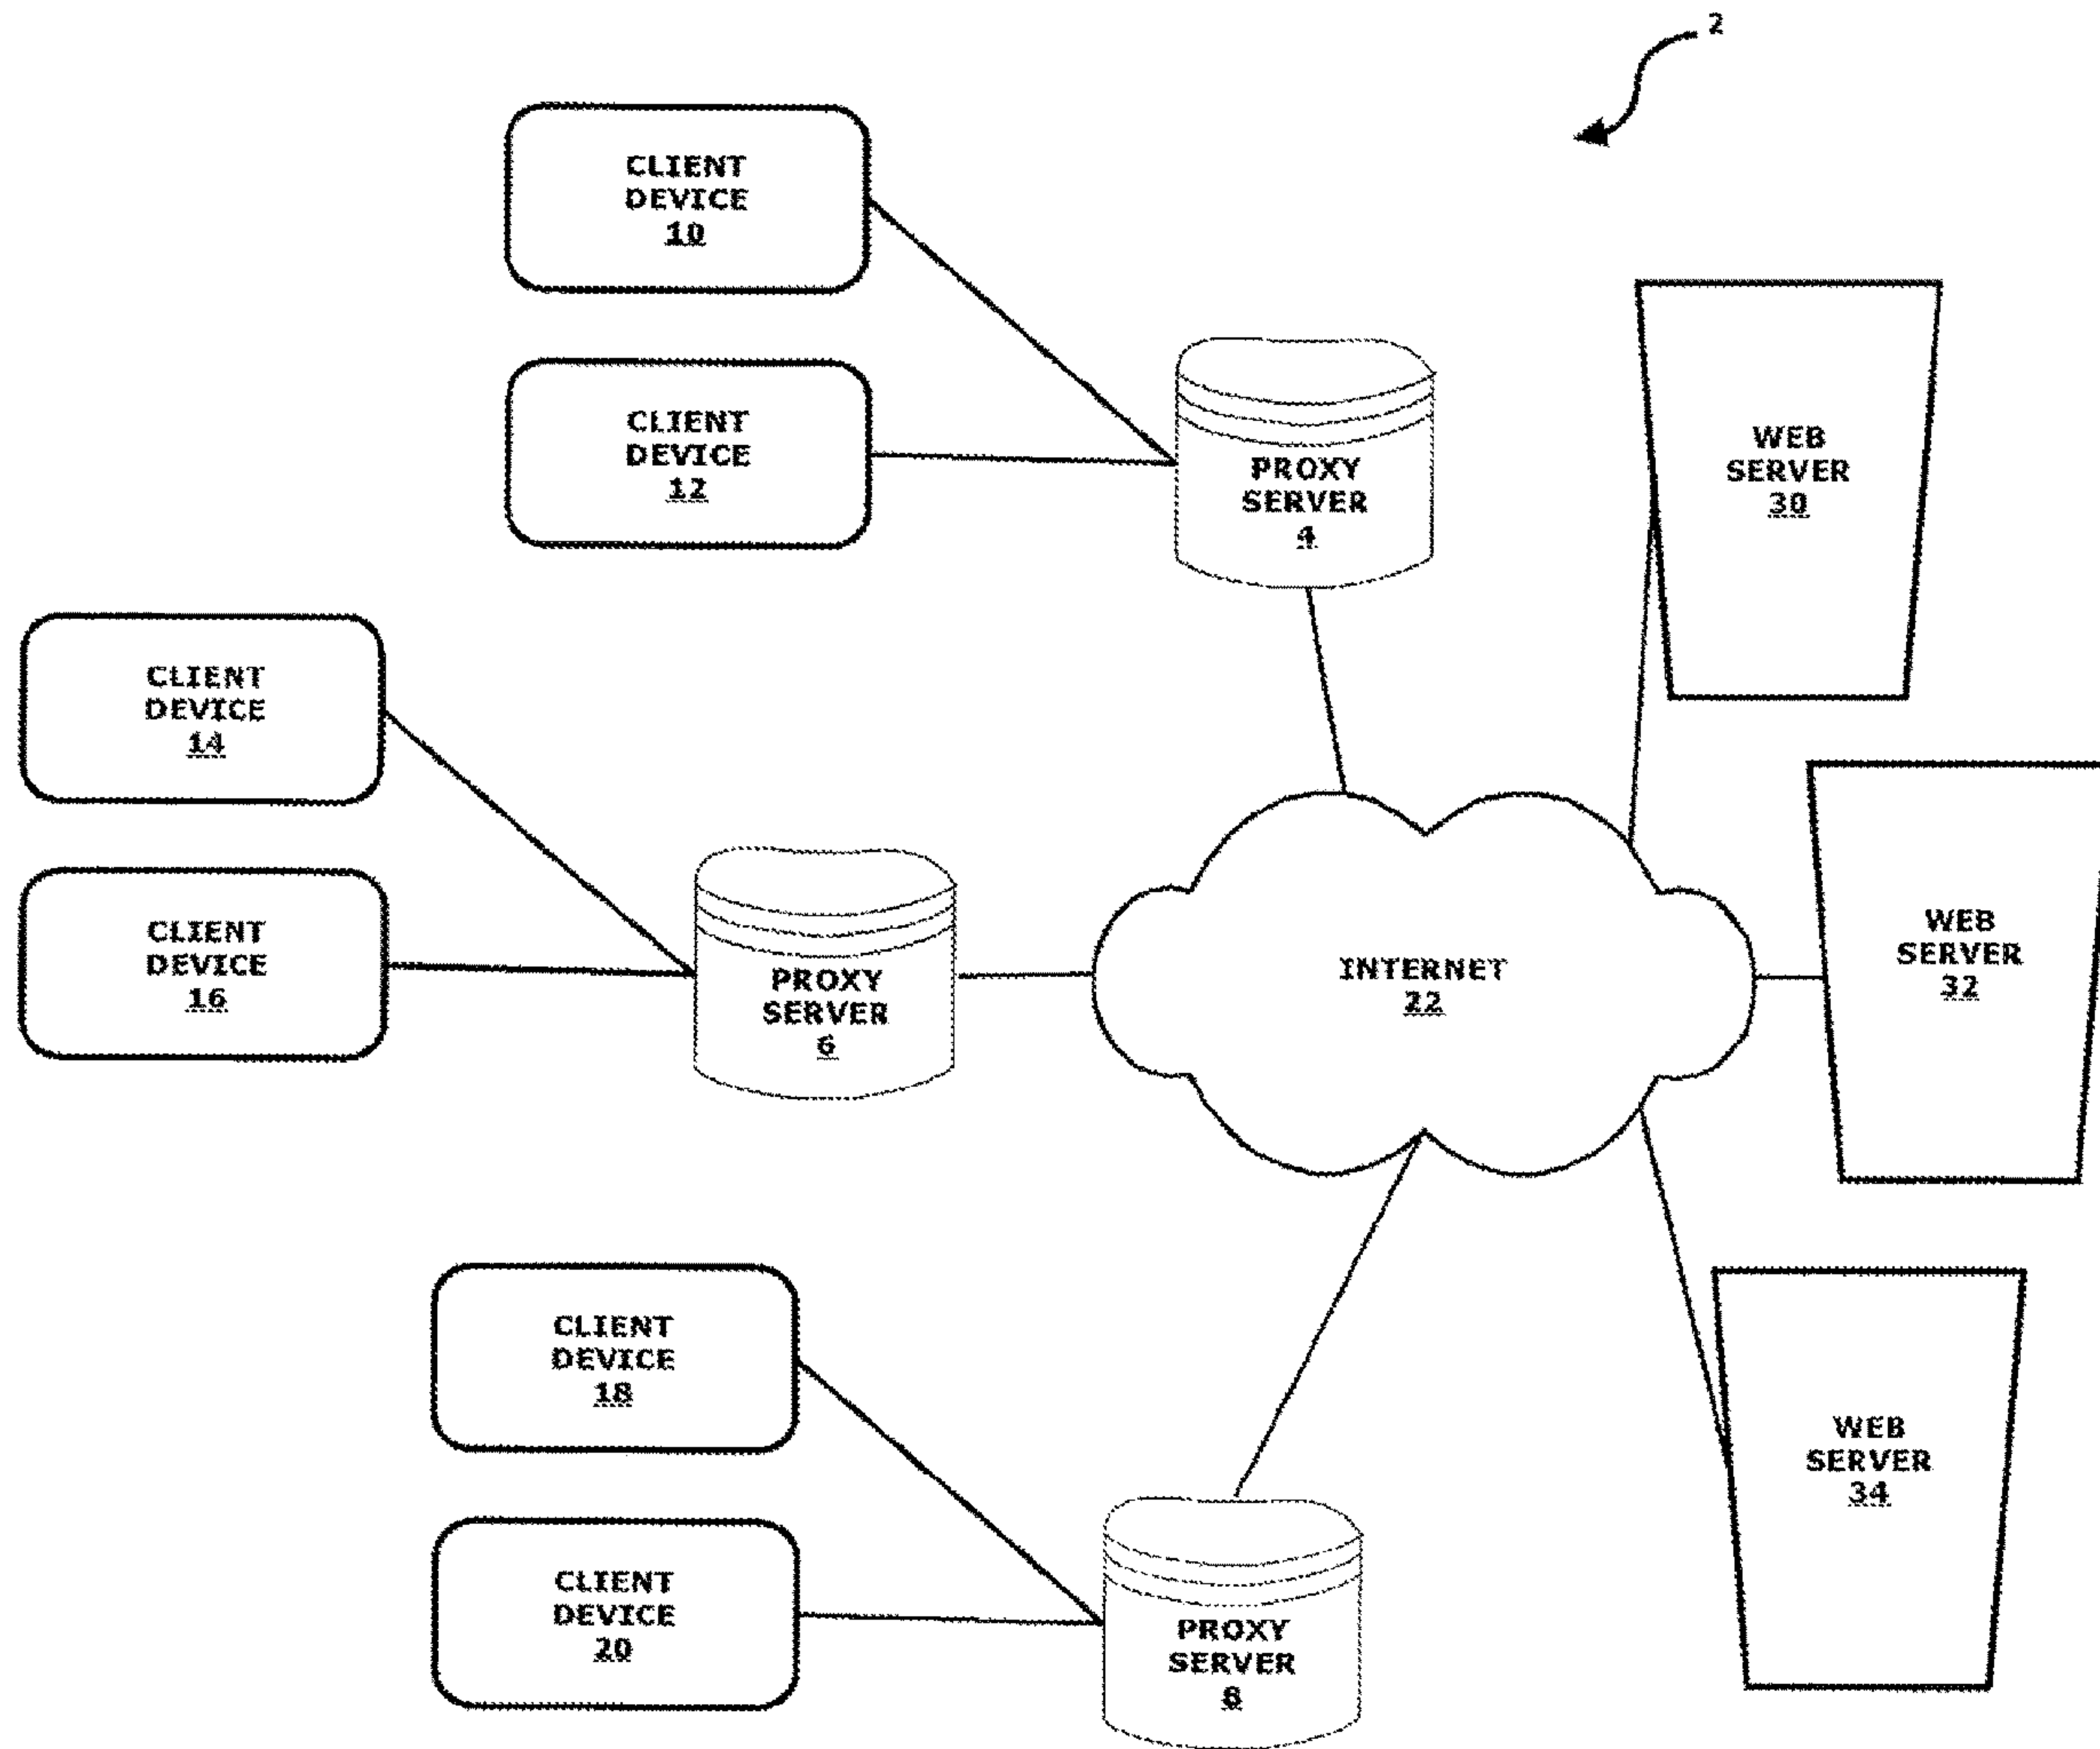 2
CLIENT
DEVICE
10
CLIENT
DEVICE
12
PROXY
SERVER
4
WEB
SERVER
30
CLIENT
DEVICE
14
CLIENT
DEVICE
16
PROXY
SERVER
6
INTERNET
22
WEB
SERVER
32
CLIENT
DEVICE
18
CLIENT
DEVICE
20
PROXY
SERVER
8
WEB
SERVER
34